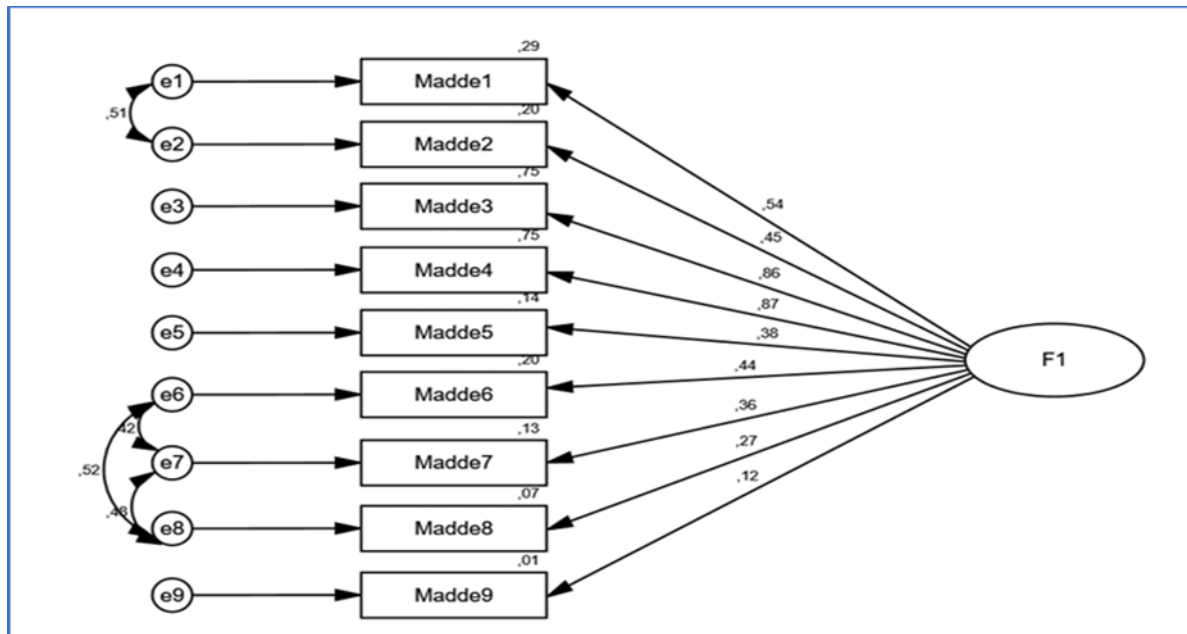 ,29
e1 Madde1
,51 ,20
e2 Madde2
,75 ,54
e3 Madde3 ,45
,75 ,86
e4 Madde4 ,87
,14
e5 Madde5 ,38
,20 F1
e6 Madde6 ,44
,42 ,13 ,36
,52 e7 Madde7 ,27
,07 ,12
e8 Madde8
,01
e9 Madde9